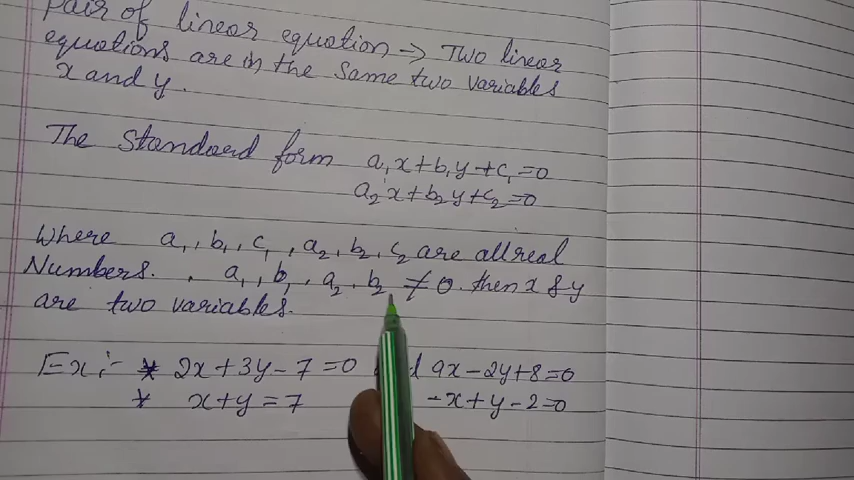 Pair of linear equation → Two linear
equations are in the same two variables
x and y.
The Standard form a₁x+b₁y+c₁=0
a₂x+b₂y+c₂=0
Where a₁, b₁, c₁, a₂, b₂, c₂ are all real
Numbers. , a₁, b₁, a₂, b₂ ≠ 0. then x & y
are two variables.
Ex:- * 2x+3y-7=0 9x-2y+8=0
* x+y=7 -x+y-2=0